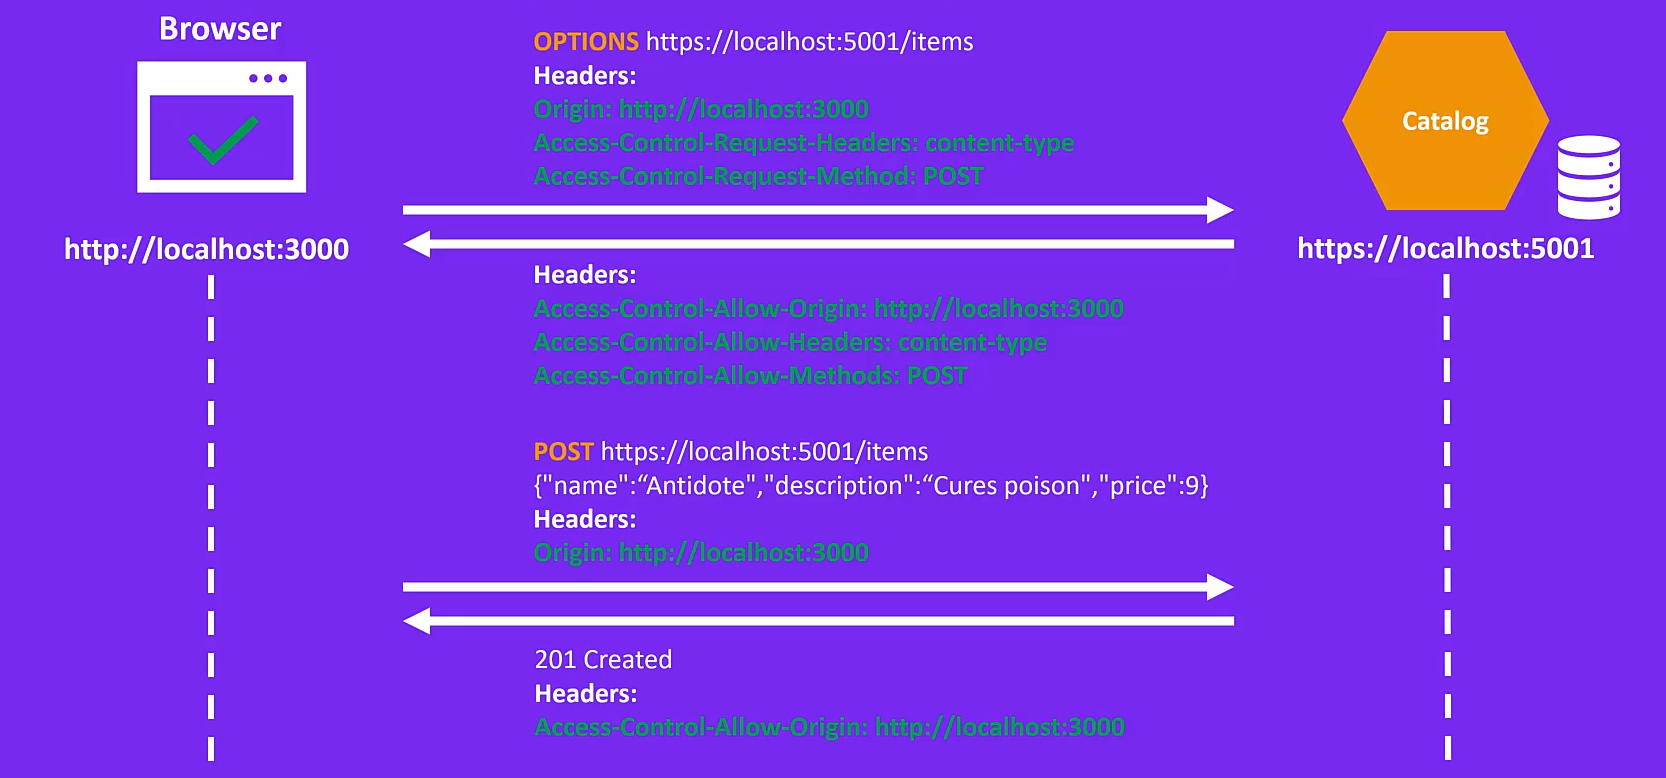 Browser
http://localhost:3000
OPTIONS https://localhost:5001/items
Headers:
Origin: http://localhost:3000
Access-Control-Request-Headers: content-type
Access-Control-Request-Method: POST
Catalog
https://localhost:5001
Headers:
Access-Control-Allow-Origin: http://localhost:3000
Access-Control-Allow-Headers: content-type
Access-Control-Allow-Methods: POST
POST https://localhost:5001/items
{"name":“Antidote","description":“Cures poison","price":9}
Headers:
Origin: http://localhost:3000
201 Created
Headers:
Access-Control-Allow-Origin: http://localhost:3000